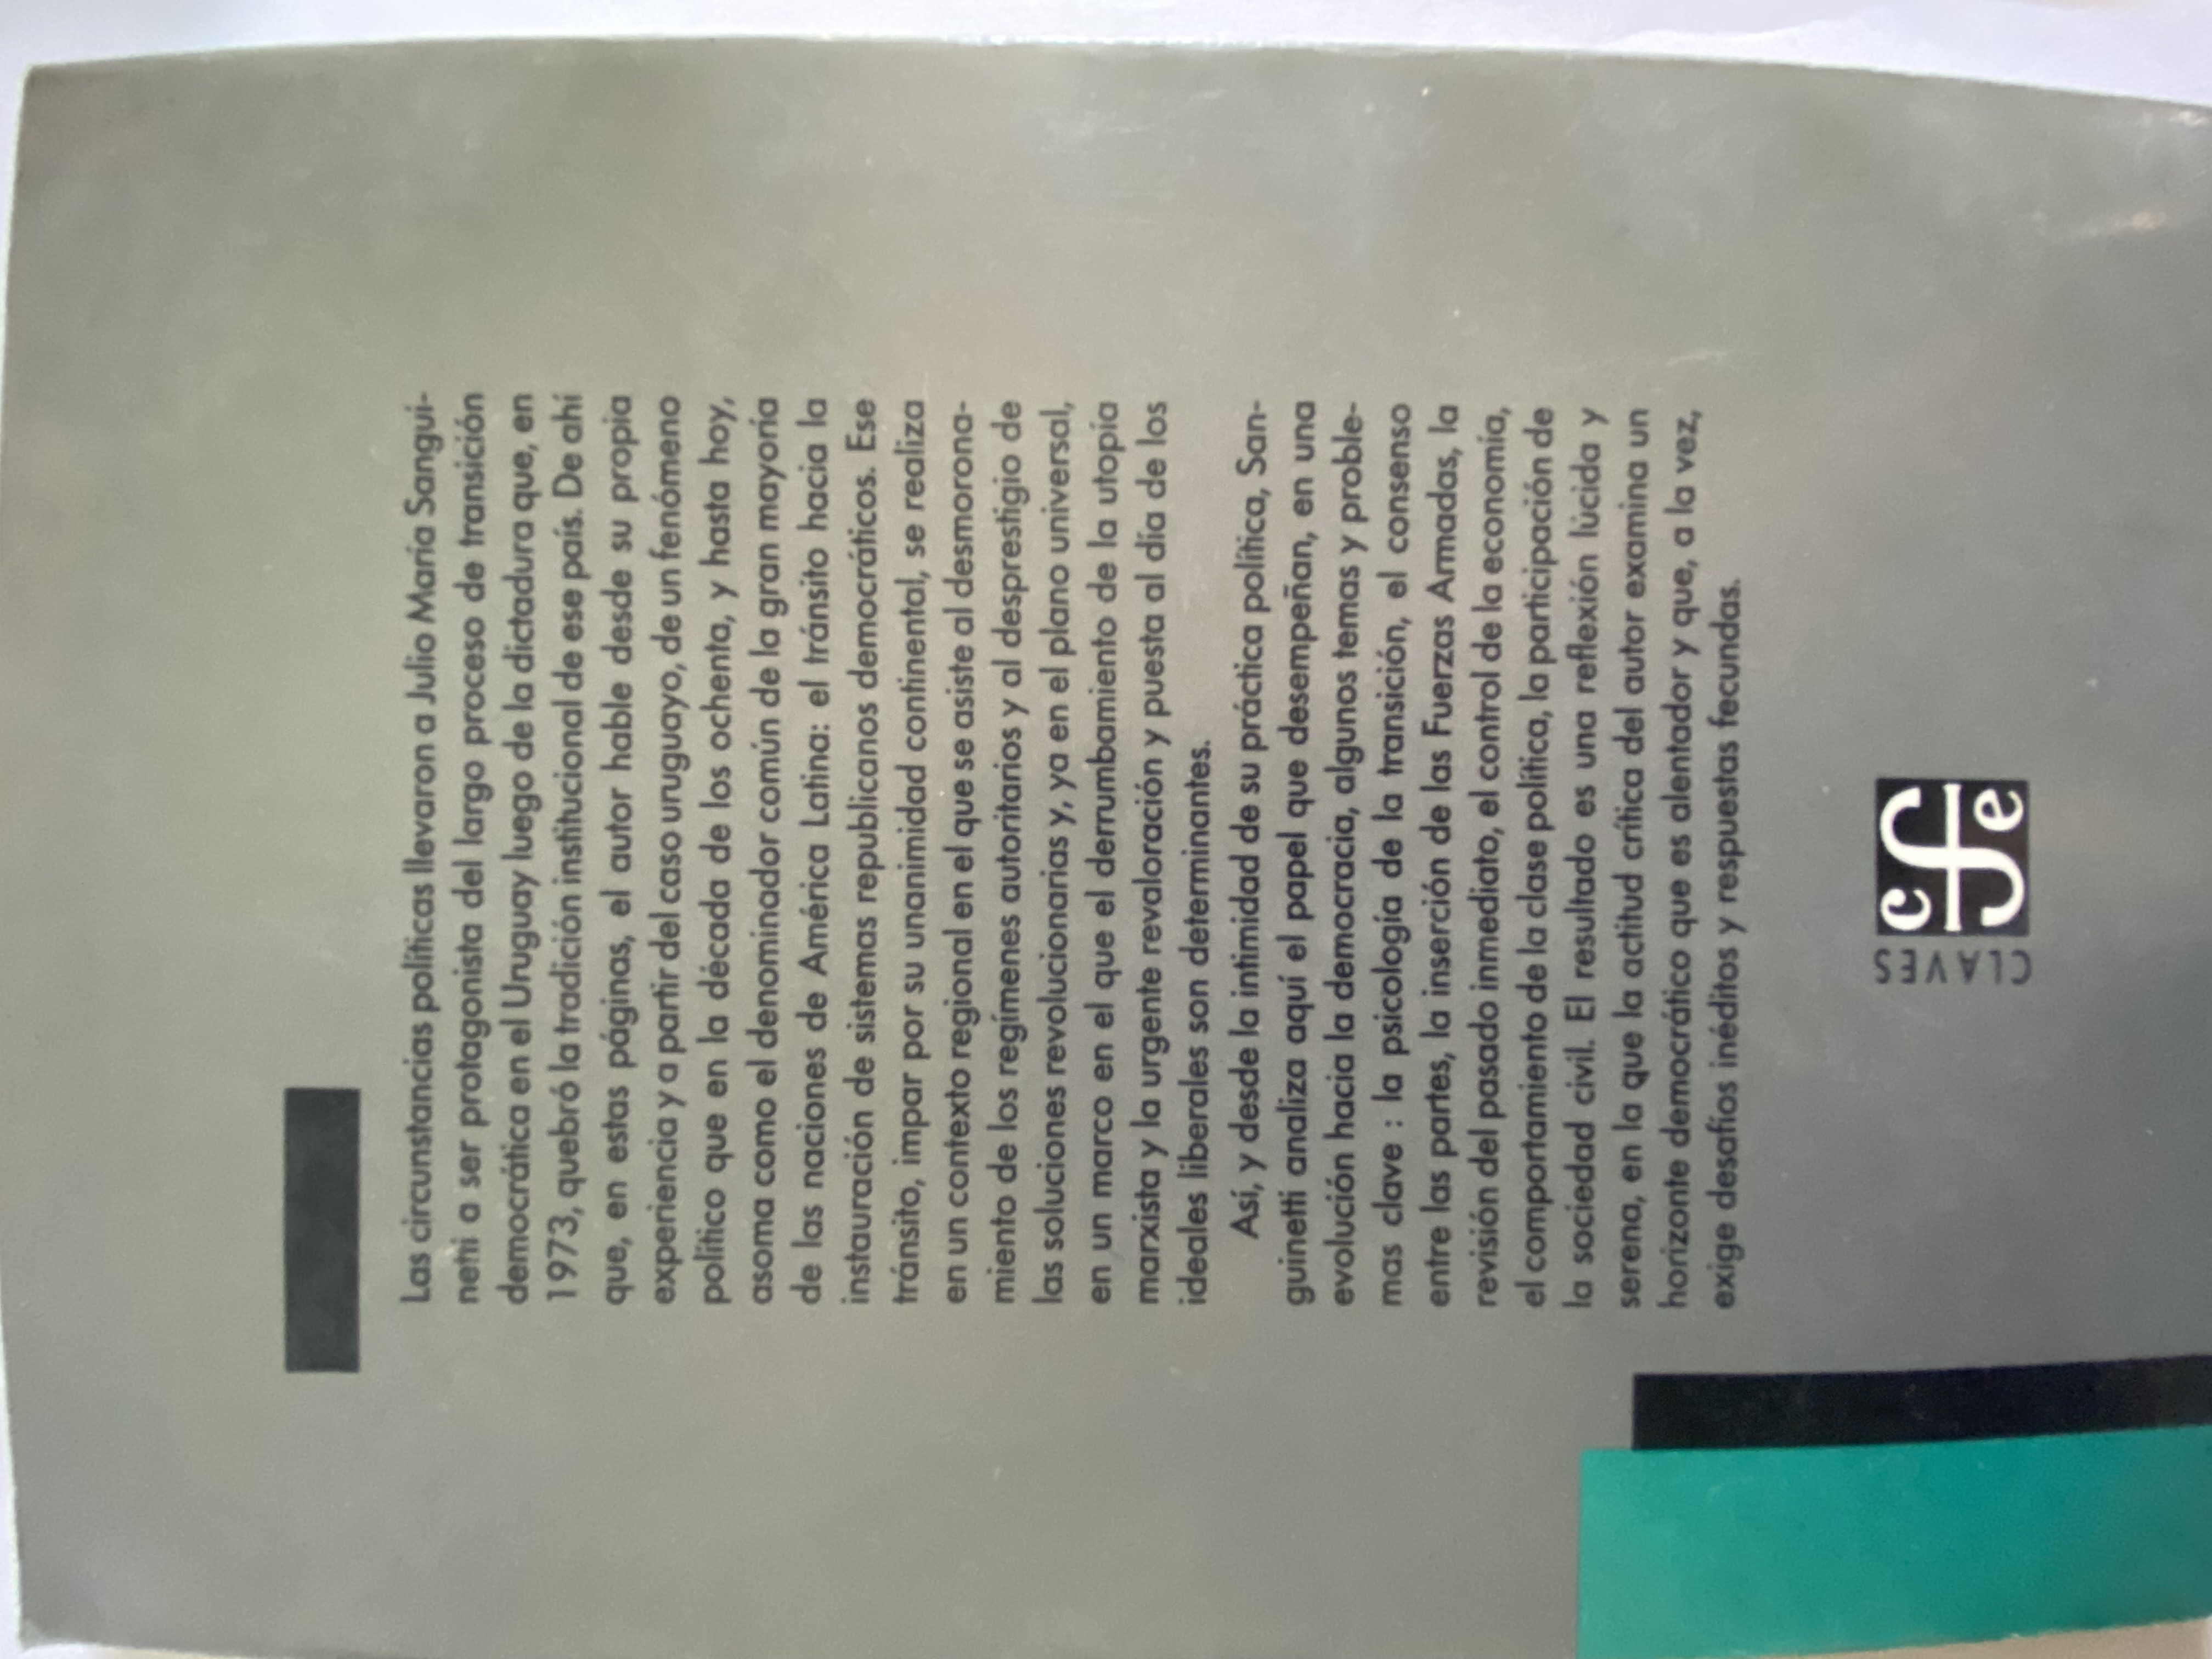 Las circunstancias políticas llevaron a Julio María Sangui-
netti a ser protagonista del largo proceso de transición
democrática en el Uruguay luego de la dictadura que, en
1973, quebró la tradición institucional de ese país. De ahí
que, en estas páginas, el autor hable desde su propia
experiencia y a partir del caso uruguayo, de un fenómeno
político que en la década de los ochenta, y hasta hoy,
asoma como el denominador común de la gran mayoría
de las naciones de América Latina: el tránsito hacia la
instauración de sistemas republicanos democráticos. Ese
tránsito, impar por su unanimidad continental, se realiza
en un contexto regional en el que se asiste al desmorona-
miento de los regímenes autoritarios y al desprestigio de
las soluciones revolucionarias y, ya en el plano universal,
en un marco en el que el derrumbamiento de la utopía
marxista y la urgente revaloración y puesta al día de los
ideales liberales son determinantes.
Así, y desde la intimidad de su práctica política, San-
guinetti analiza aquí el papel que desempeñan, en una
evolución hacia la democracia, algunos temas y proble-
mas clave : la psicología de la transición, el consenso
entre las partes, la inserción de las Fuerzas Armadas, la
revisión del pasado inmediato, el control de la economía,
el comportamiento de la clase política, la participación de
la sociedad civil. El resultado es una reflexión lúcida y
serena, en la que la actitud crítica del autor examina un
horizonte democrático que es alentador y que, a la vez,
exige desafíos inéditos y respuestas fecundas.
CLAVES
cfe